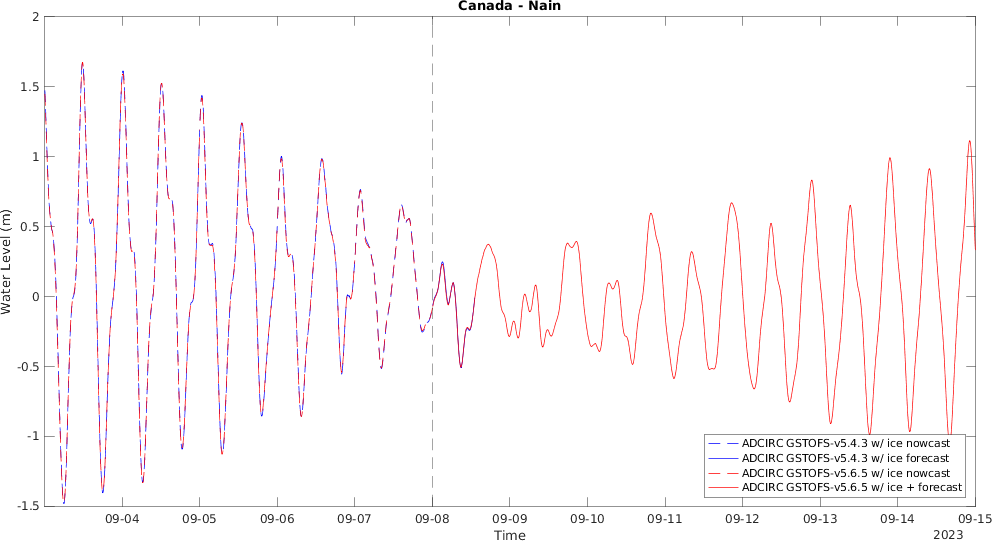 Canada - Nain
2
1.5
1
0.5
0
-0.5
-1
-1.5
Water Level (m)
09-04 09-05 09-06 09-07 09-08 09-09 09-10 09-11 09-12 09-13 09-14 09-15
Time
2023
ADCIRC GSTOFS-v5.4.3 w/ ice nowcast
ADCIRC GSTOFS-v5.4.3 w/ ice forecast
ADCIRC GSTOFS-v5.6.5 w/ ice nowcast
ADCIRC GSTOFS-v5.6.5 w/ ice + forecast